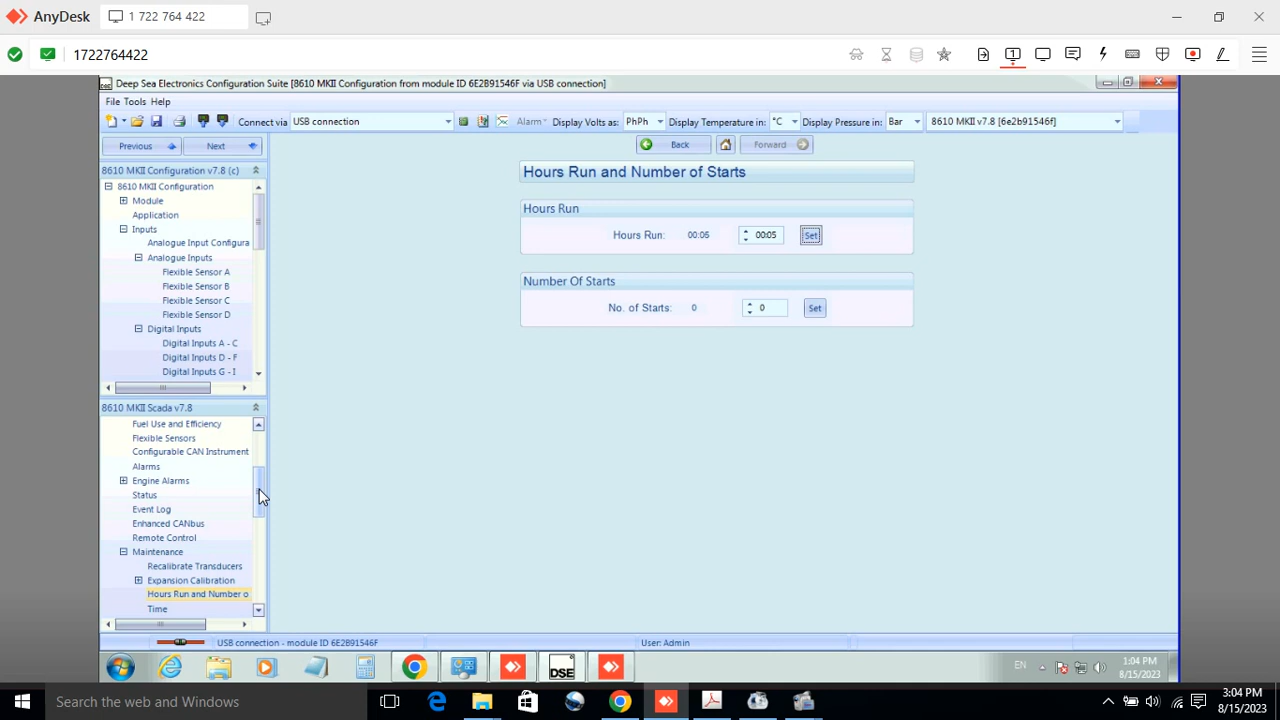 AnyDesk
1 722 764 422
1722764422
Deep Sea Electronics Configuration Suite [8610 MKII Configuration from module ID 6E2B91546F via USB connection]
File Tools Help
Connect via USB connection Alarm Display Volts as: PhPh Display Temperature in: °C Display Pressure in: Bar 8610 MKII v7.8 [6e2b91546f]
Previous Next Back Forward
8610 MKII Configuration v7.8 (c)
8610 MKII Configuration
Module
Application
Inputs
Analogue Input Configura
Analogue Inputs
Flexible Sensor A
Flexible Sensor B
Flexible Sensor C
Flexible Sensor D
Digital Inputs
Digital Inputs A - C
Digital Inputs D - F
Digital Inputs G - I
8610 MKII Scada v7.8
Fuel Use and Efficiency
Flexible Sensors
Configurable CAN Instrument
Alarms
Engine Alarms
Status
Event Log
Enhanced CANbus
Remote Control
Maintenance
Recalibrate Transducers
Expansion Calibration
Hours Run and Number o
Time
Hours Run and Number of Starts
Hours Run
Hours Run: 00:05 00:05 Set
Number Of Starts
No. of Starts: 0 0 Set
USB connection - module ID 6E2B91546F User: Admin
DSE EN 1:04 PM
8/15/2023
Search the web and Windows 3:04 PM
8/15/2023